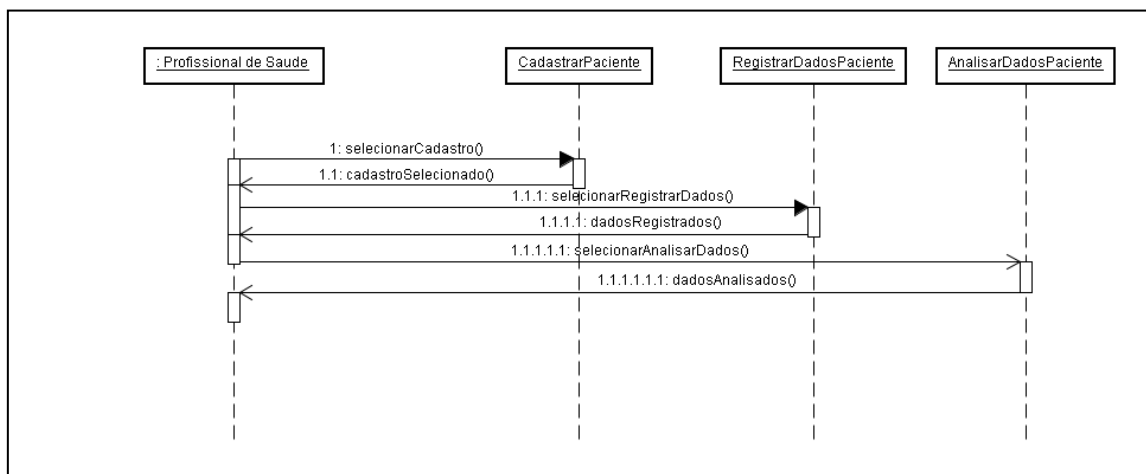 : Profissional de Saude
CadastrarPaciente
RegistrarDadosPaciente
AnalisarDadosPaciente
1: selecionarCadastro()
1.1: cadastroSelecionado()
1.1.1: selecionarRegistrarDados()
1.1.1.1: dadosRegistrados()
1.1.1.1.1: selecionarAnalisarDados()
1.1.1.1.1.1: dadosAnalisados()